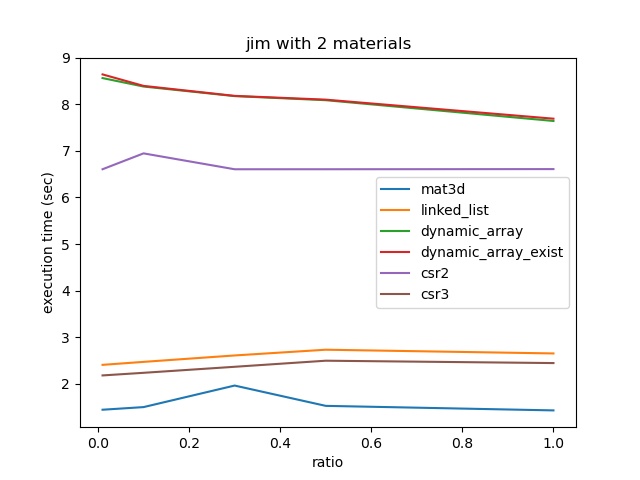 jim with 2 materials
9
8
7
6
5
4
3
2
execution time (sec)
mat3d
linked_list
dynamic_array
dynamic_array_exist
csr2
csr3
0.0 0.2 0.4 0.6 0.8 1.0
ratio